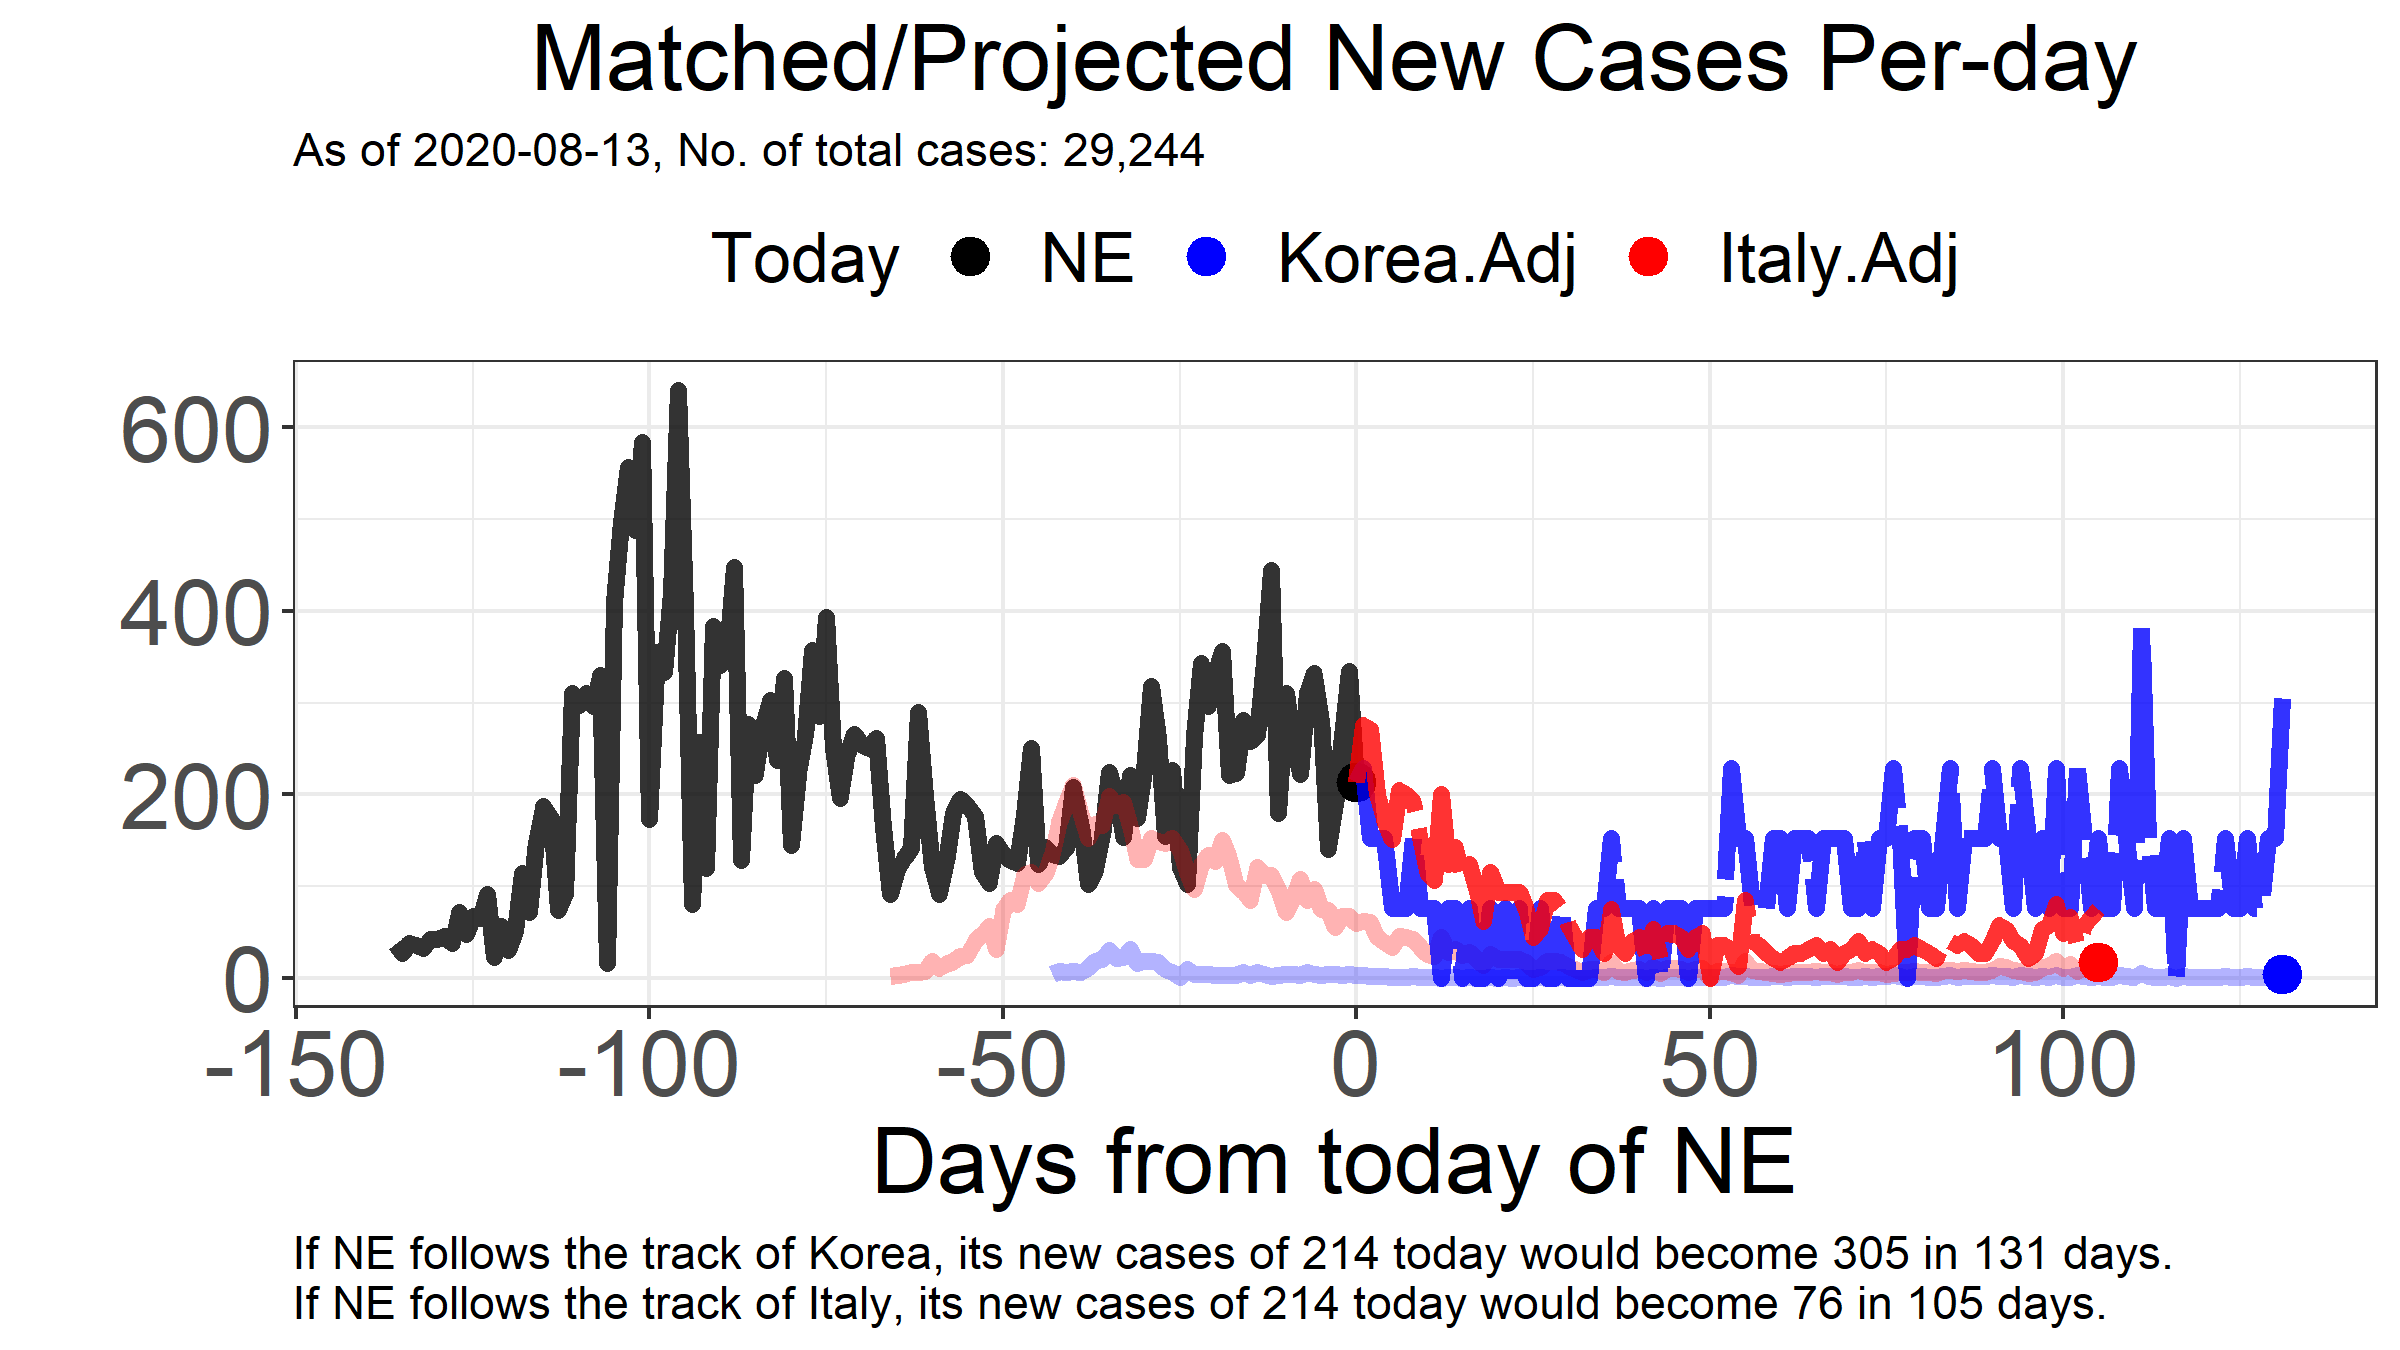 Matched/Projected New Cases Per-day
As of 2020-08-13, No. of total cases: 29,244
Today NE Korea.Adj Italy.Adj
600
400
200
0
-150 -100 -50 0 50 100
Days from today of NE
If NE follows the track of Korea, its new cases of 214 today would become 305 in 131 days.
If NE follows the track of Italy, its new cases of 214 today would become 76 in 105 days.